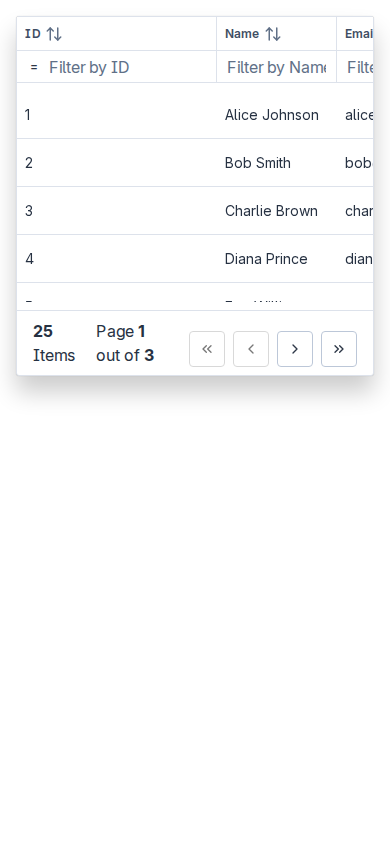 ID Name Emai
= Filter by ID Filter by Name Filte
1 Alice Johnson alice
2 Bob Smith bob
3 Charlie Brown char
4 Diana Prince dian
25 Items Page 1 out of 3